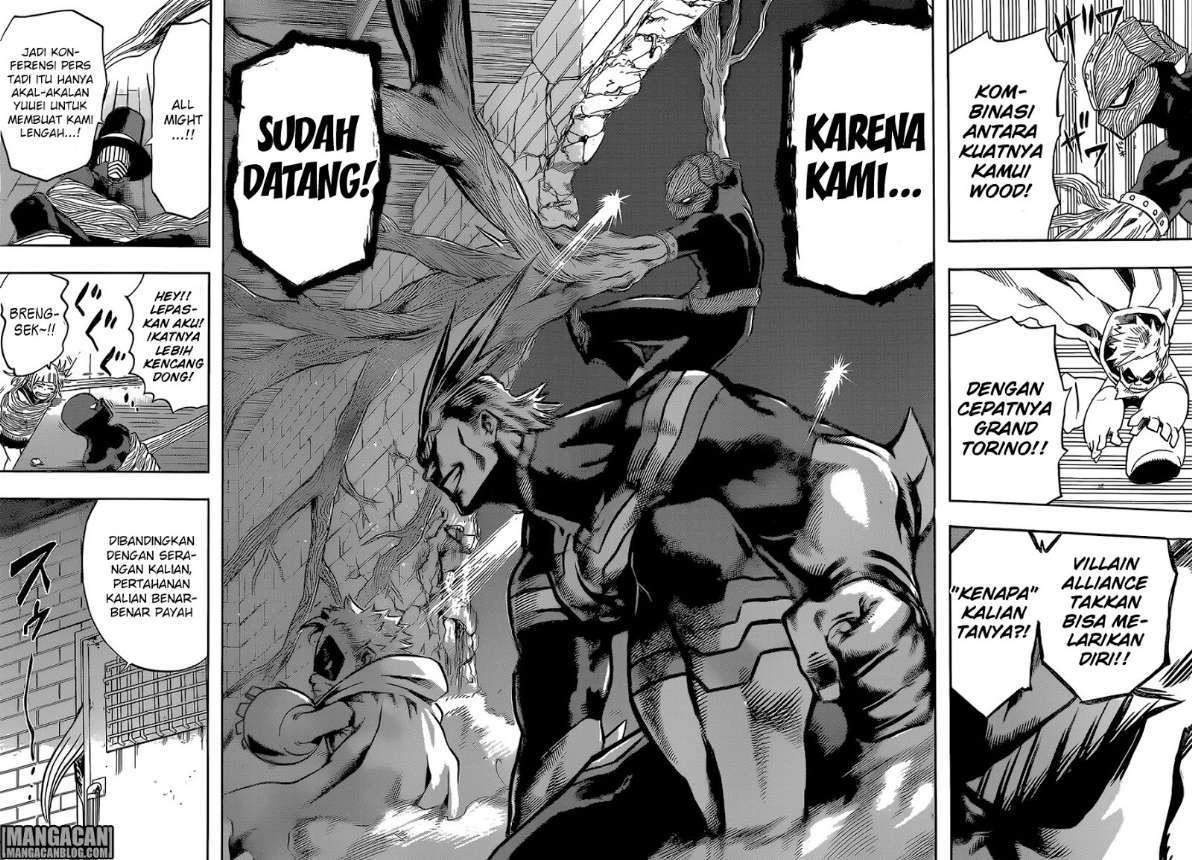 KOM-
BINASI
ANTARA
KUATNYA
KAMUI
WOOD!
DENGAN
CEPATNYA
GRAND
TORINO!!
VILLAIN
ALLIANCE
TAKKAN
BISA ME-
LARIKAN
DIRI!!
"KENAPA"
KALIAN
TANYA?!
KARENA
KAMI...
SUDAH
DATANG!
ALL
MIGHT
...!!
JADI KON-
FERENSI PERS
TADI ITU HANYA
AKAL-AKALAN
YUUEI UNTUK
MEMBUAT KAMI
LENGAH...!
HEY!!
LEPAS-
KAN AKU!
IKATNYA
LEBIH
KENCANG
DONG!
BRENG-
SEK~!!
DIBANDINGKAN
DENGAN SERA-
NGAN KALIAN,
PERTAHANAN
KALIAN BENAR-
BENAR PAYAH
MANGACAN
MANGACANBLOG.COM